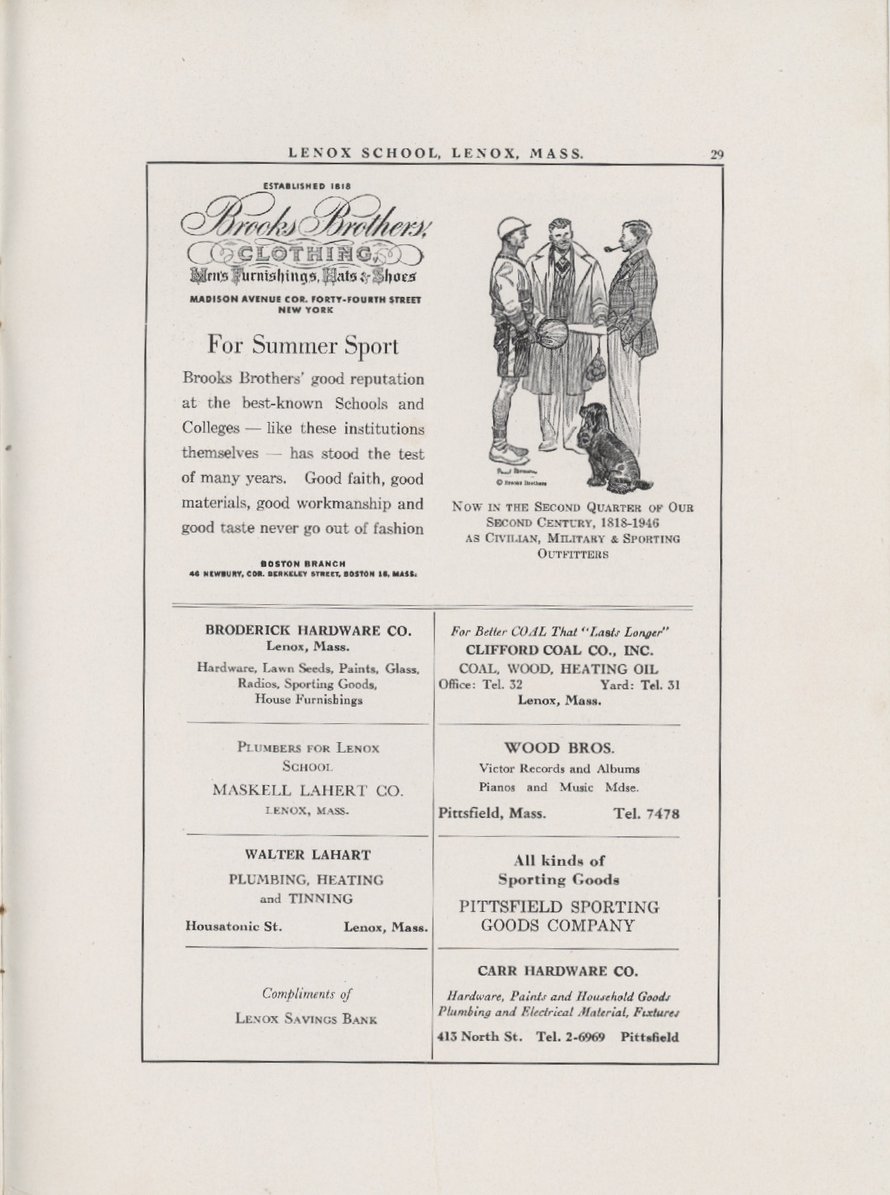 LENOX SCHOOL, LENOX, MASS.
29
ESTABLISHED 1818
Brooks Brothers,
CLOTHING,
Men's Furnishings, Hats & Shoes
MADISON AVENUE COR. FORTY-FOURTH STREET
NEW YORK
For Summer Sport
Brooks Brothers' good reputation
at the best-known Schools and
Colleges — like these institutions
themselves — has stood the test
of many years. Good faith, good
materials, good workmanship and
good taste never go out of fashion
BOSTON BRANCH
46 NEWBURY, COR. BERKELEY STREET, BOSTON 16, MASS.
© Brooks Brothers
NOW IN THE SECOND QUARTER OF OUR
SECOND CENTURY, 1818-1946
AS CIVILIAN, MILITARY & SPORTING
OUTFITTERS
BRODERICK HARDWARE CO.
Lenox, Mass.
Hardware, Lawn Seeds, Paints, Glass,
Radios, Sporting Goods,
House Furnishings
PLUMBERS FOR LENOX
SCHOOL
MASKELL LAHERT CO.
LENOX, MASS.
WALTER LAHART
PLUMBING, HEATING
and TINNING
Housatonic St. Lenox, Mass.
Compliments of
LENOX SAVINGS BANK
For Better COAL That "Lasts Longer"
CLIFFORD COAL CO., INC.
COAL, WOOD, HEATING OIL
Office: Tel. 32 Yard: Tel. 31
Lenox, Mass.
WOOD BROS.
Victor Records and Albums
Pianos and Music Mdse.
Pittsfield, Mass. Tel. 7478
All kinds of
Sporting Goods
PITTSFIELD SPORTING
GOODS COMPANY
CARR HARDWARE CO.
Hardware, Paints and Household Goods
Plumbing and Electrical Material, Fixtures
413 North St. Tel. 2-6969 Pittsfield